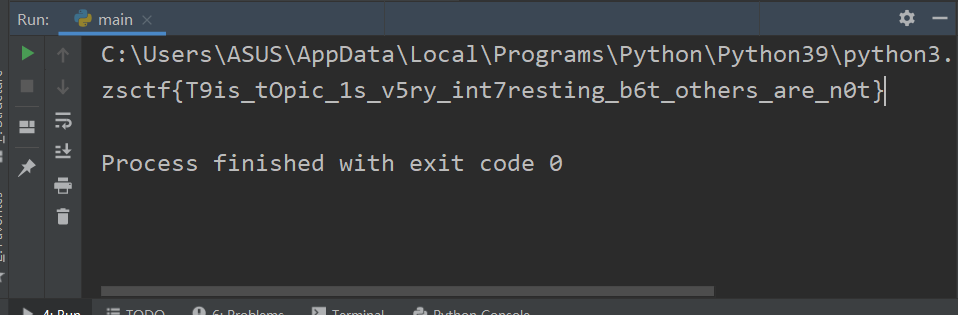 Run: main
C:\Users\ASUS\AppData\Local\Programs\Python\Python39\python3.
zsctf{T9is_tOpic_1s_v5ry_int7resting_b6t_others_are_n0t}
Process finished with exit code 0
4: Run TODO 6: Problems Terminal Python Console